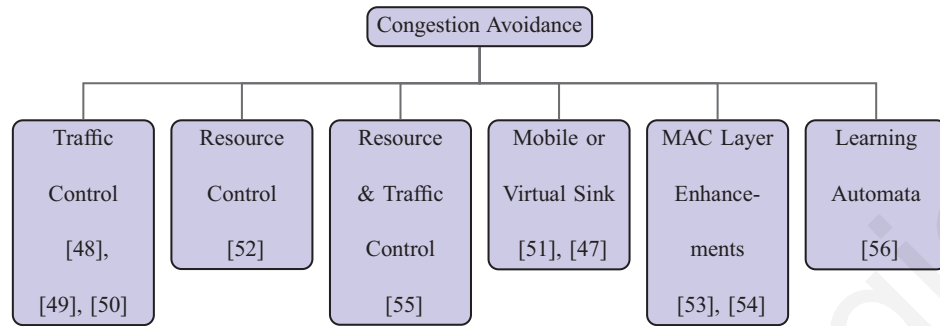 Congestion Avoidance
Traffic
Control
[48],
[49], [50]
Resource
Control
[52]
Resource
& Traffic
Control
[55]
Mobile or
Virtual Sink
[51], [47]
MAC Layer
Enhance-
ments
[53], [54]
Learning
Automata
[56]